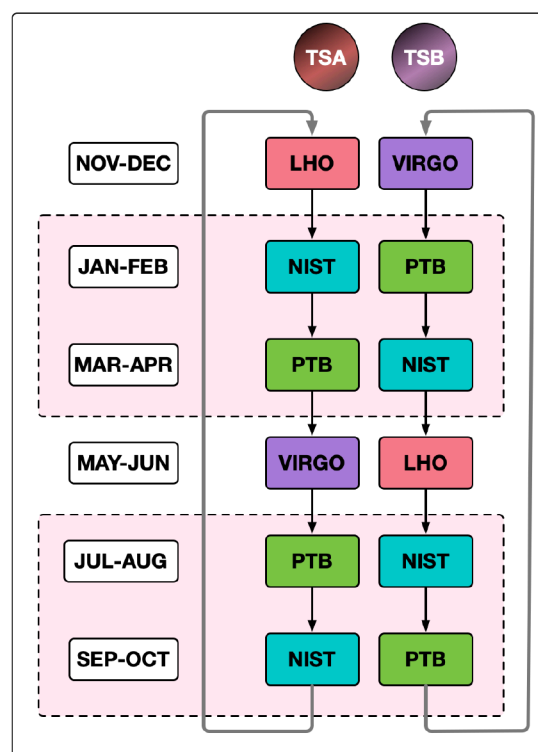 TSA TSB
NOV-DEC LHO VIRGO
JAN-FEB NIST PTB
MAR-APR PTB NIST
MAY-JUN VIRGO LHO
JUL-AUG PTB NIST
SEP-OCT NIST PTB